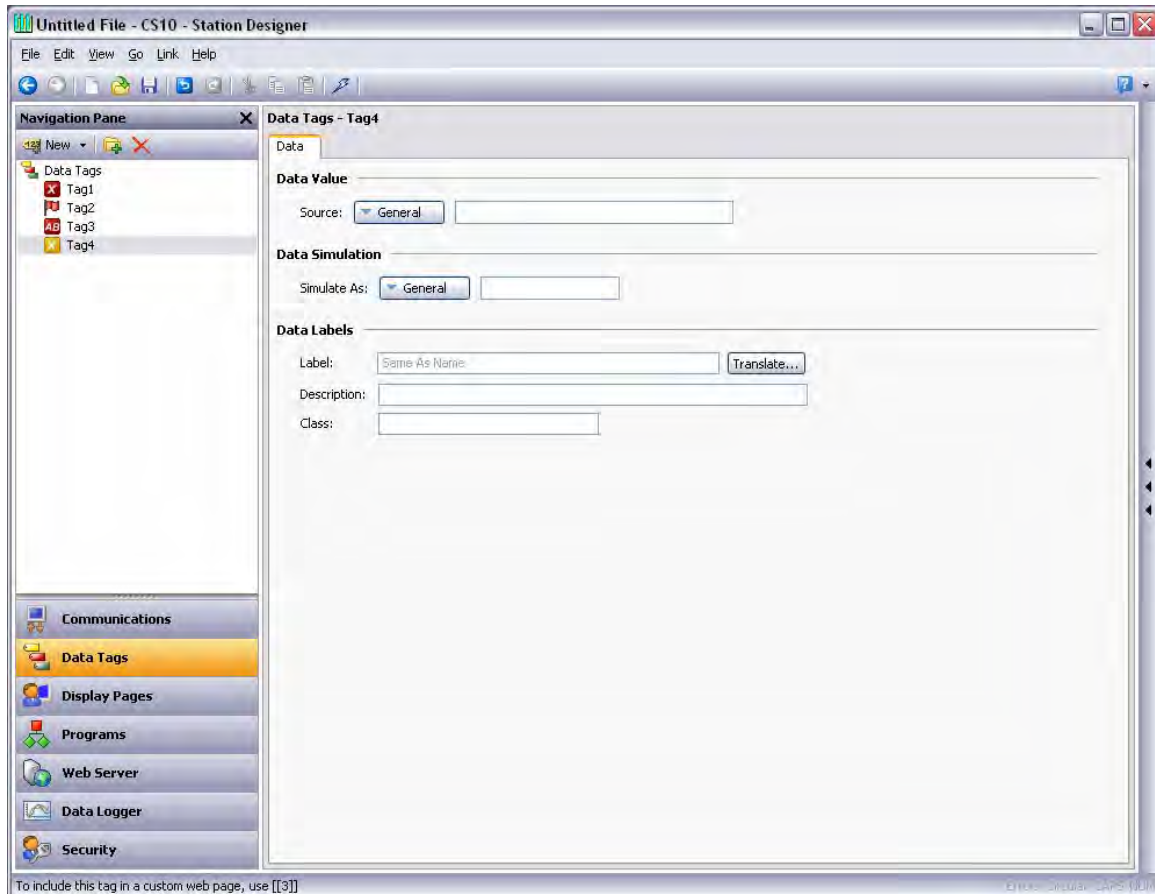 Untitled File - CS10 - Station Designer
File Edit View Go Link Help
Navigation Pane
New
Data Tags
Tag1
Tag2
Tag3
Tag4
Communications
Data Tags
Display Pages
Programs
Web Server
Data Logger
Security
Data Tags - Tag4
Data
Data Value
Source: General
Data Simulation
Simulate As: General
Data Labels
Label: Same As Name Translate...
Description:
Class:
To include this tag in a custom web page, use [[3]]